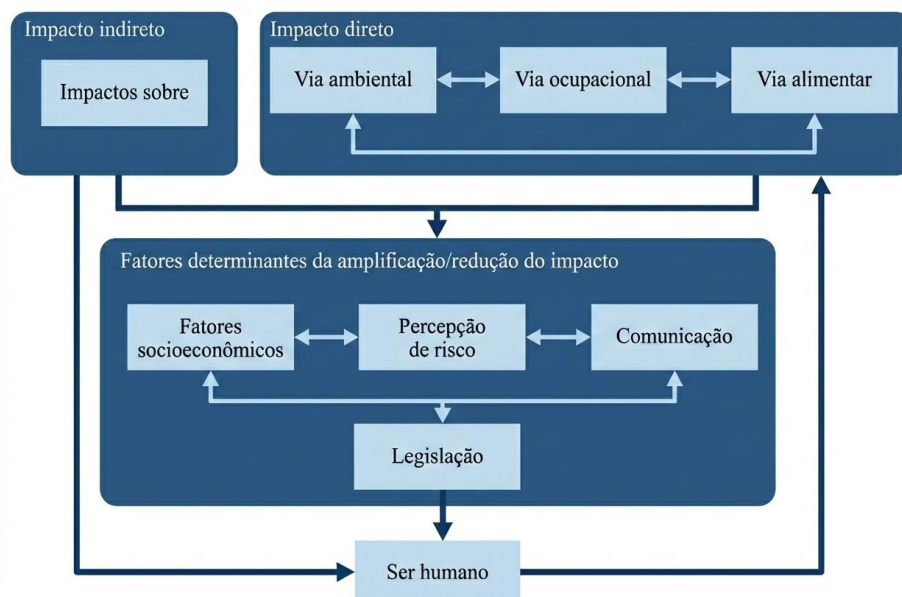 Impacto indireto
Impactos sobre
Impacto direto
Via ambiental
Via ocupacional
Via alimentar
Fatores determinantes da amplificação/redução do impacto
Fatores
socioeconômicos
Percepção
de risco
Comunicação
Legislação
Ser humano